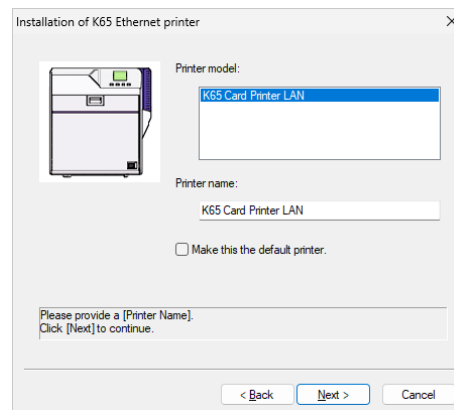 Installation of K65 Ethernet printer
Printer model:
K65 Card Printer LAN
Printer name:
K65 Card Printer LAN
Make this the default printer.
Please provide a [Printer Name].
Click [Next] to continue.
< Back
Next >
Cancel